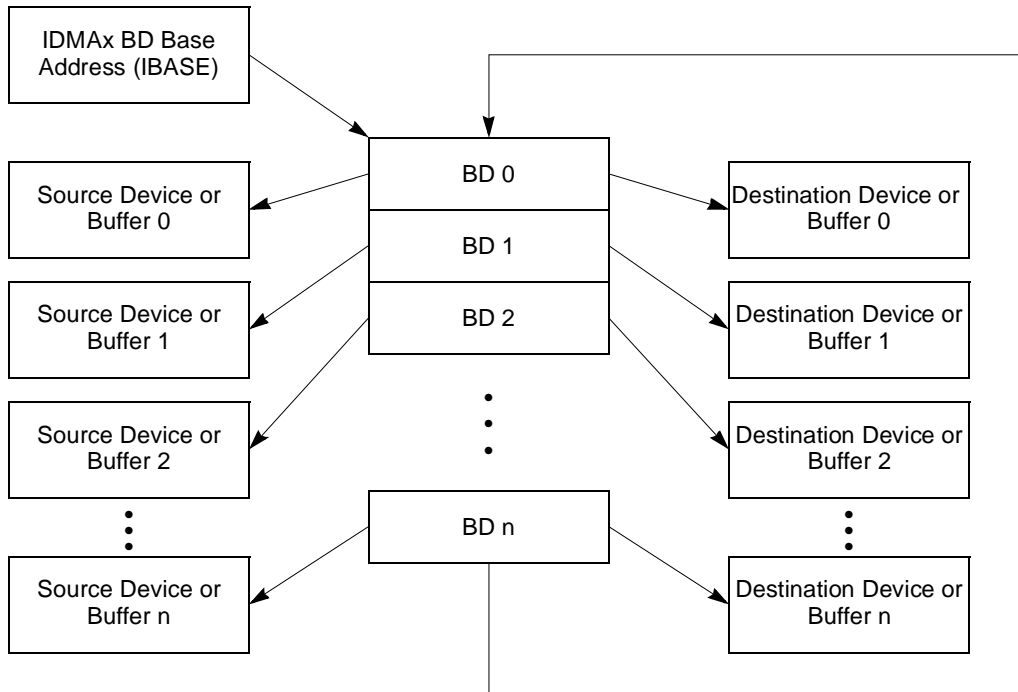 IDMAx BD Base
Address (IBASE)
BD 0
Source Device or
Buffer 0
Destination Device or
Buffer 0
BD 1
Source Device or
Buffer 1
Destination Device or
Buffer 1
BD 2
Source Device or
Buffer 2
Destination Device or
Buffer 2
BD n
Source Device or
Buffer n
Destination Device or
Buffer n